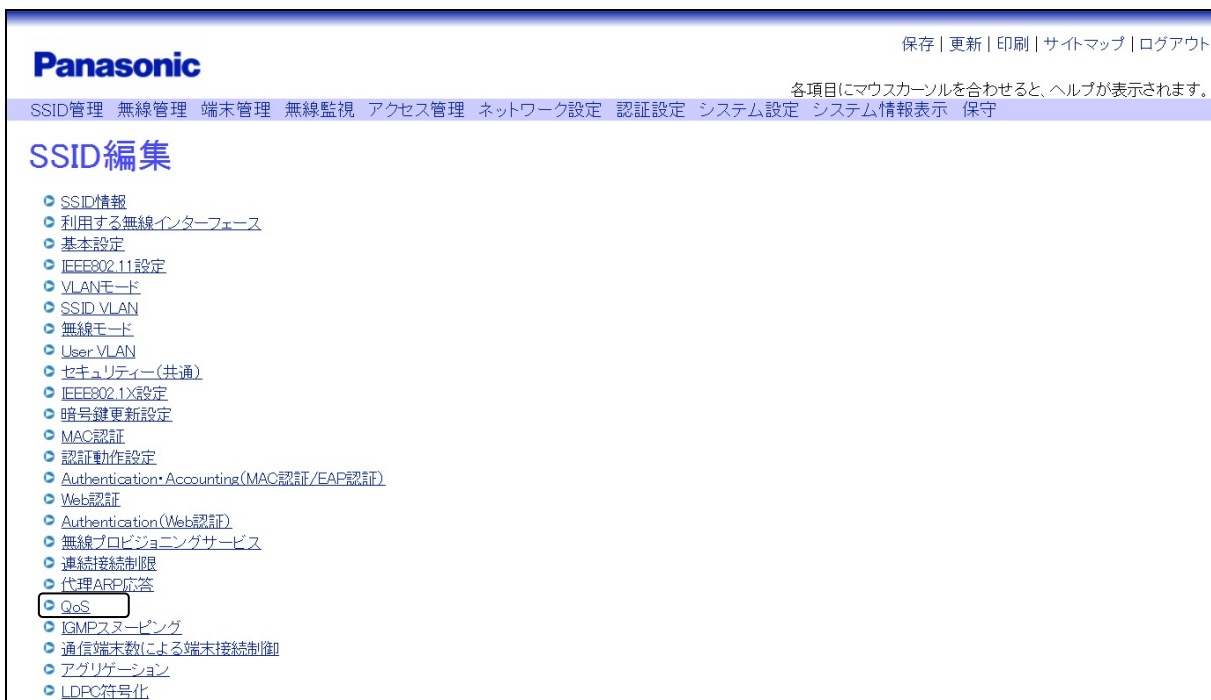 保存 | 更新 | 印刷 | サイトマップ | ログアウト
Panasonic
各項目にマウスカーソルを合わせると、ヘルプが表示されます。
SSID管理 無線管理 端末管理 無線監視 アクセス管理 ネットワーク設定 認証設定 システム設定 システム情報表示 保守
SSID編集
SSID情報
利用する無線インターフェース
基本設定
IEEE802.11設定
VLANモード
SSID VLAN
無線モード
User VLAN
セキュリティー(共通)
IEEE802.1X設定
暗号鍵更新設定
MAC認証
認証動作設定
Authentication・Accounting(MAC認証/EAP認証)
Web認証
Authentication(Web認証)
無線プロビジョニングサービス
連続接続制限
代理ARP応答
QoS
IGMPスヌーピング
通信端末数による端末接続制御
アグリゲーション
LDPC符号化